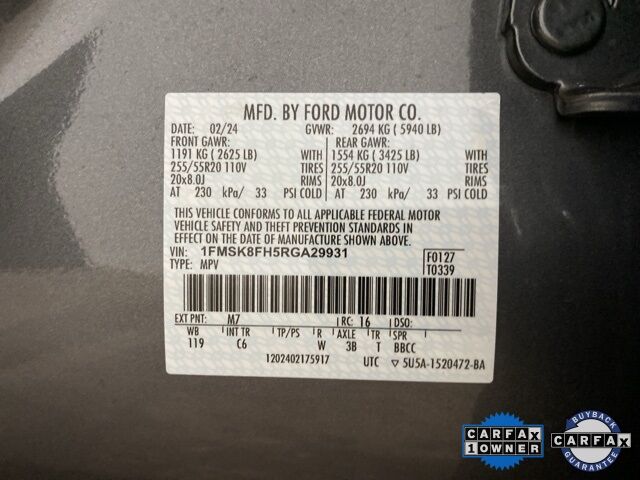 MFD. BY FORD MOTOR CO.
DATE: 02/24 GVWR: 2694 KG ( 5940 LB)
FRONT GAWR: REAR GAWR:
1191 KG ( 2625 LB) WITH 1554 KG ( 3425 LB) WITH
255/55R20 110V TIRES 255/55R20 110V TIRES
20x8.0J RIMS 20x8.0J RIMS
AT 230 kPa/ 33 PSI COLD AT 230 kPa/ 33 PSI COLD
THIS VEHICLE CONFORMS TO ALL APPLICABLE FEDERAL MOTOR
VEHICLE SAFETY AND THEFT PREVENTION STANDARDS IN
EFFECT ON THE DATE OF MANUFACTURE SHOWN ABOVE.
VIN: 1FMSK8FH5RGA29931 F0127
TYPE: MPV T0339
EXT PNT: M7 RC: 16 DSO:
WB INT TR TP/PS R AXLE TR SPR
119 C6 W 3B T BBCC
1202402175917 UTC ▽ 5U5A-1520472-BA
CARFAX
1 OWNER
BUYBACK
CARFAX
GUARANTEE